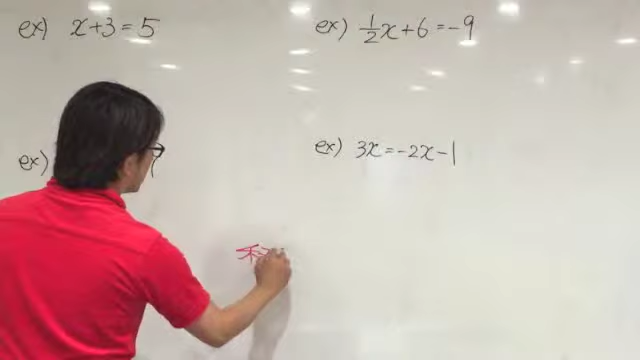 ex) x+3=5
ex) 1/2x+6=-9
ex)
ex) 3x=-2x-1